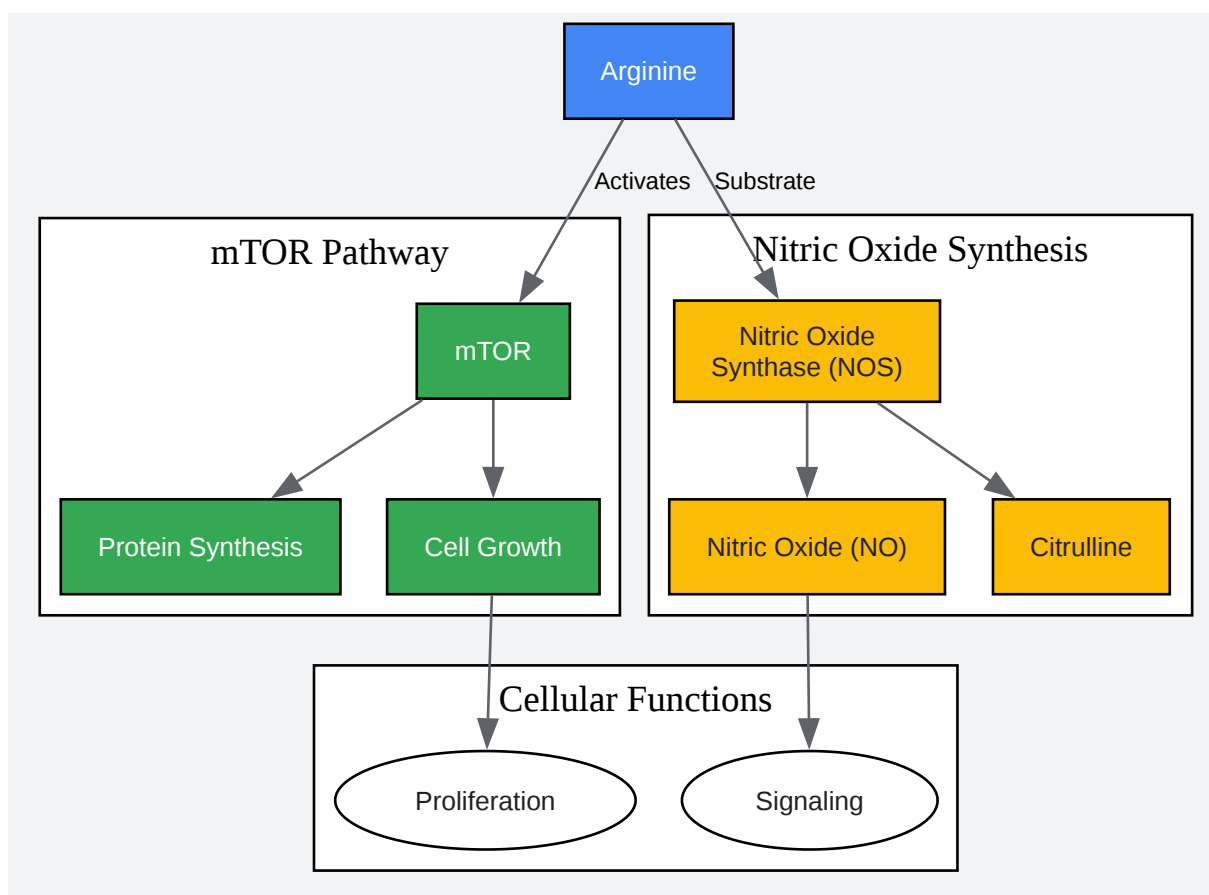 Arginine
Activates
Substrate
mTOR Pathway
Nitric Oxide Synthesis
mTOR
Nitric Oxide
Synthase (NOS)
Protein Synthesis
Cell Growth
Nitric Oxide (NO)
Citrulline
Cellular Functions
Proliferation
Signaling